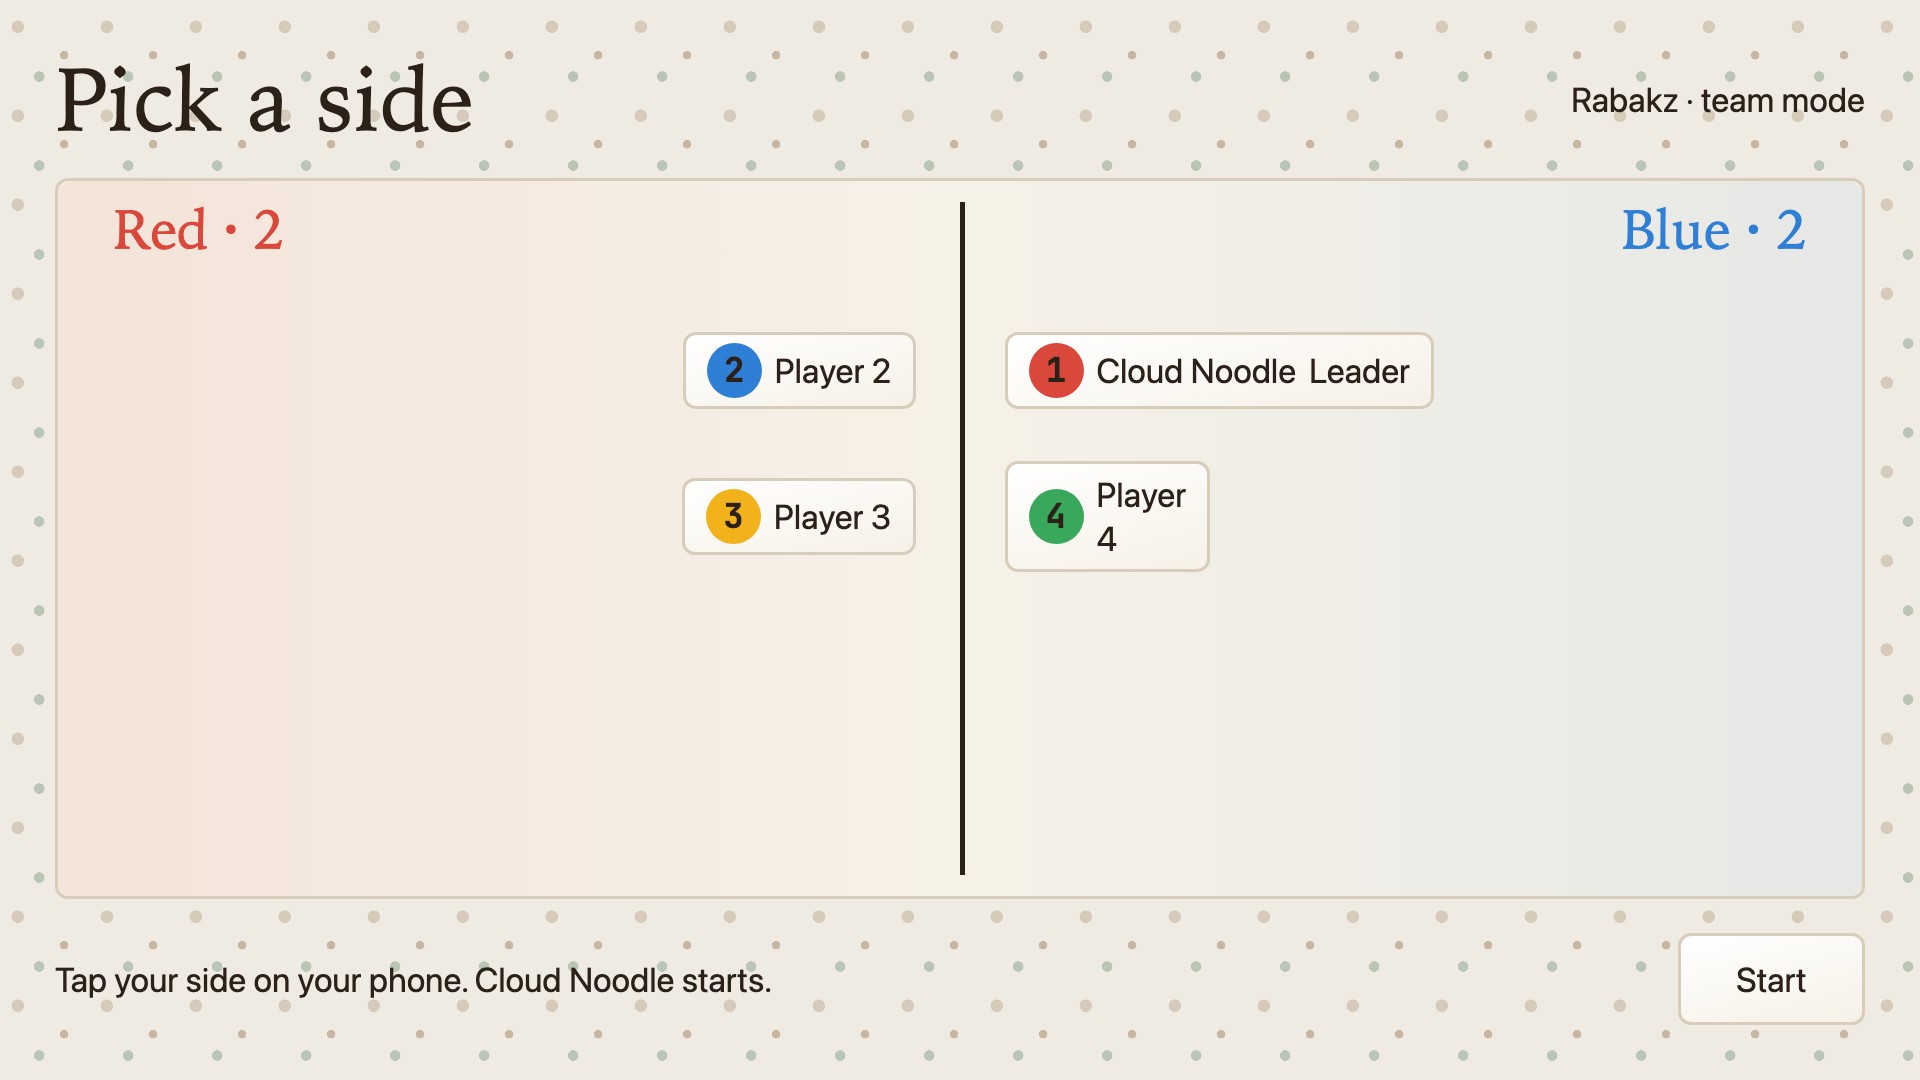 Pick a side
Rabakz · team mode
Red · 2
Blue · 2
2 Player 2
1 Cloud Noodle Leader
3 Player 3
4 Player
4
Tap your side on your phone. Cloud Noodle starts.
Start